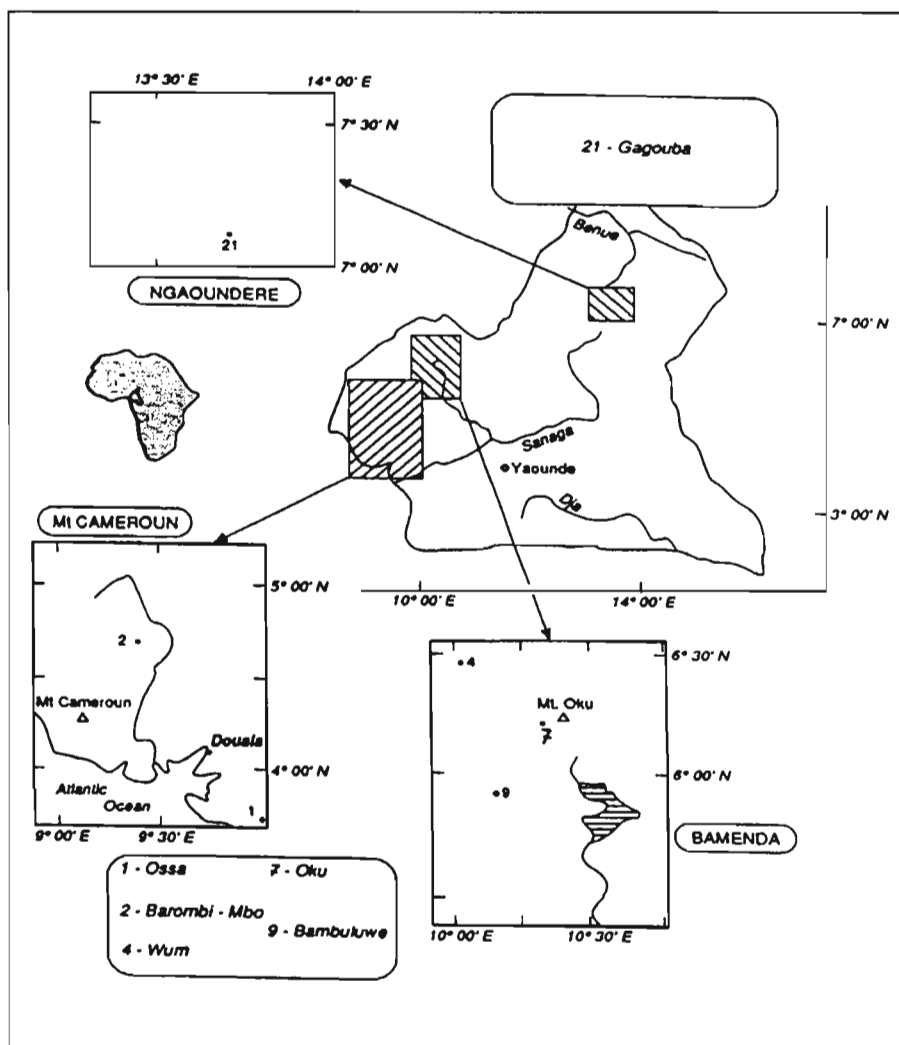 13° 30' E
14° 00' E
7° 30' N
21
7° 00' N
NGAOUNDERE
21 - Gagouba
Benue
7° 00' N
Sanaga
Yaounde
Dja
3° 00' N
10° 00' E
14° 00' E
Mt CAMEROUN
5° 00' N
2
Mt Cameroun
Douala
4° 00' N
Atlantic
Ocean
1
9° 00' E
9° 30' E
6° 30' N
4
Mt. Oku
7
6° 00' N
9
BAMENDA
10° 00' E
10° 30' E
1 - Ossa
7 - Oku
2 - Barombi - Mbo
9 - Bambuluwe
4 - Wum